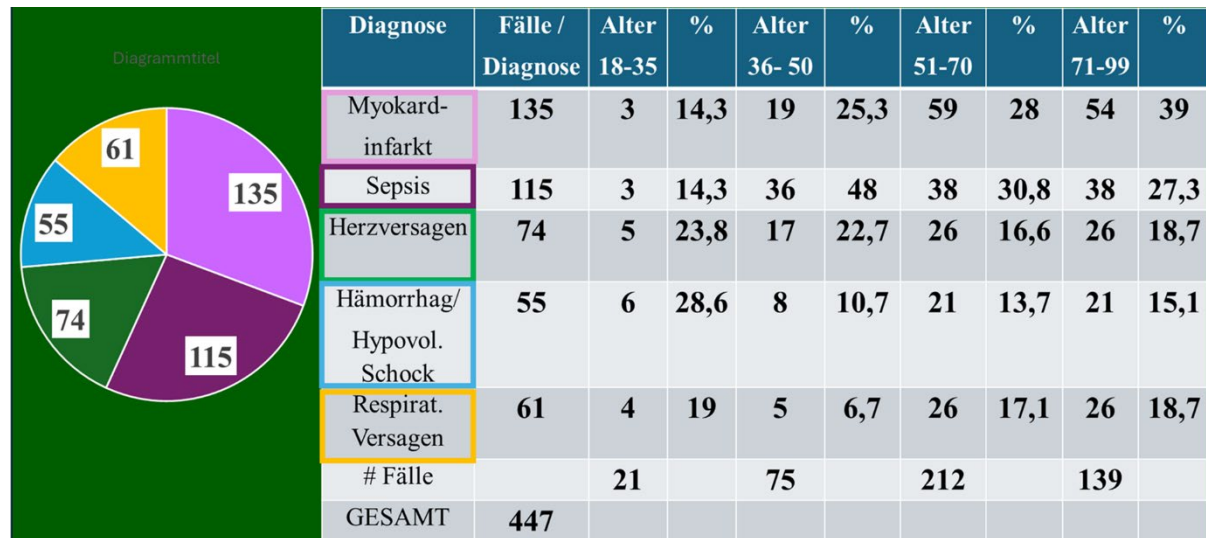 Diagrammtitel
61
135
55
74
115
Diagnose Fälle / Alter % Alter % Alter % Alter %
Diagnose 18-35 36- 50 51-70 71-99
Myokard- 135 3 14,3 19 25,3 59 28 54 39
infarkt
Sepsis 115 3 14,3 36 48 38 30,8 38 27,3
Herzversagen 74 5 23,8 17 22,7 26 16,6 26 18,7
Hämorrhag/ 55 6 28,6 8 10,7 21 13,7 21 15,1
Hypovol.
Schock
Respirat. 61 4 19 5 6,7 26 17,1 26 18,7
Versagen
# Fälle 21 75 212 139
GESAMT 447